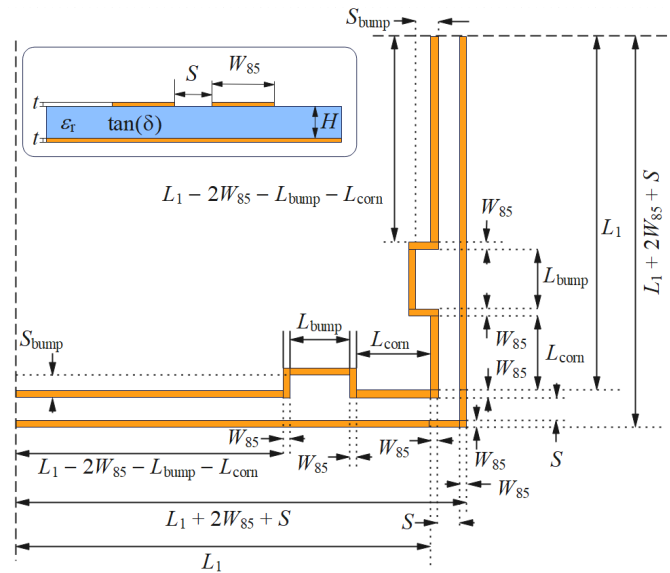 S_bump
S
W_85
t
ε_r
tan(δ)
H
t
L_1 − 2W_85 − L_bump − L_corn
W_85
L_1
L_1 + 2W_85 + S
L_bump
W_85
W_85
L_corn
S_bump
L_bump
L_corn
W_85
W_85
W_85
W_85
S
L_1 − 2W_85 − L_bump − L_corn
W_85
L_1 + 2W_85 + S
S
L_1